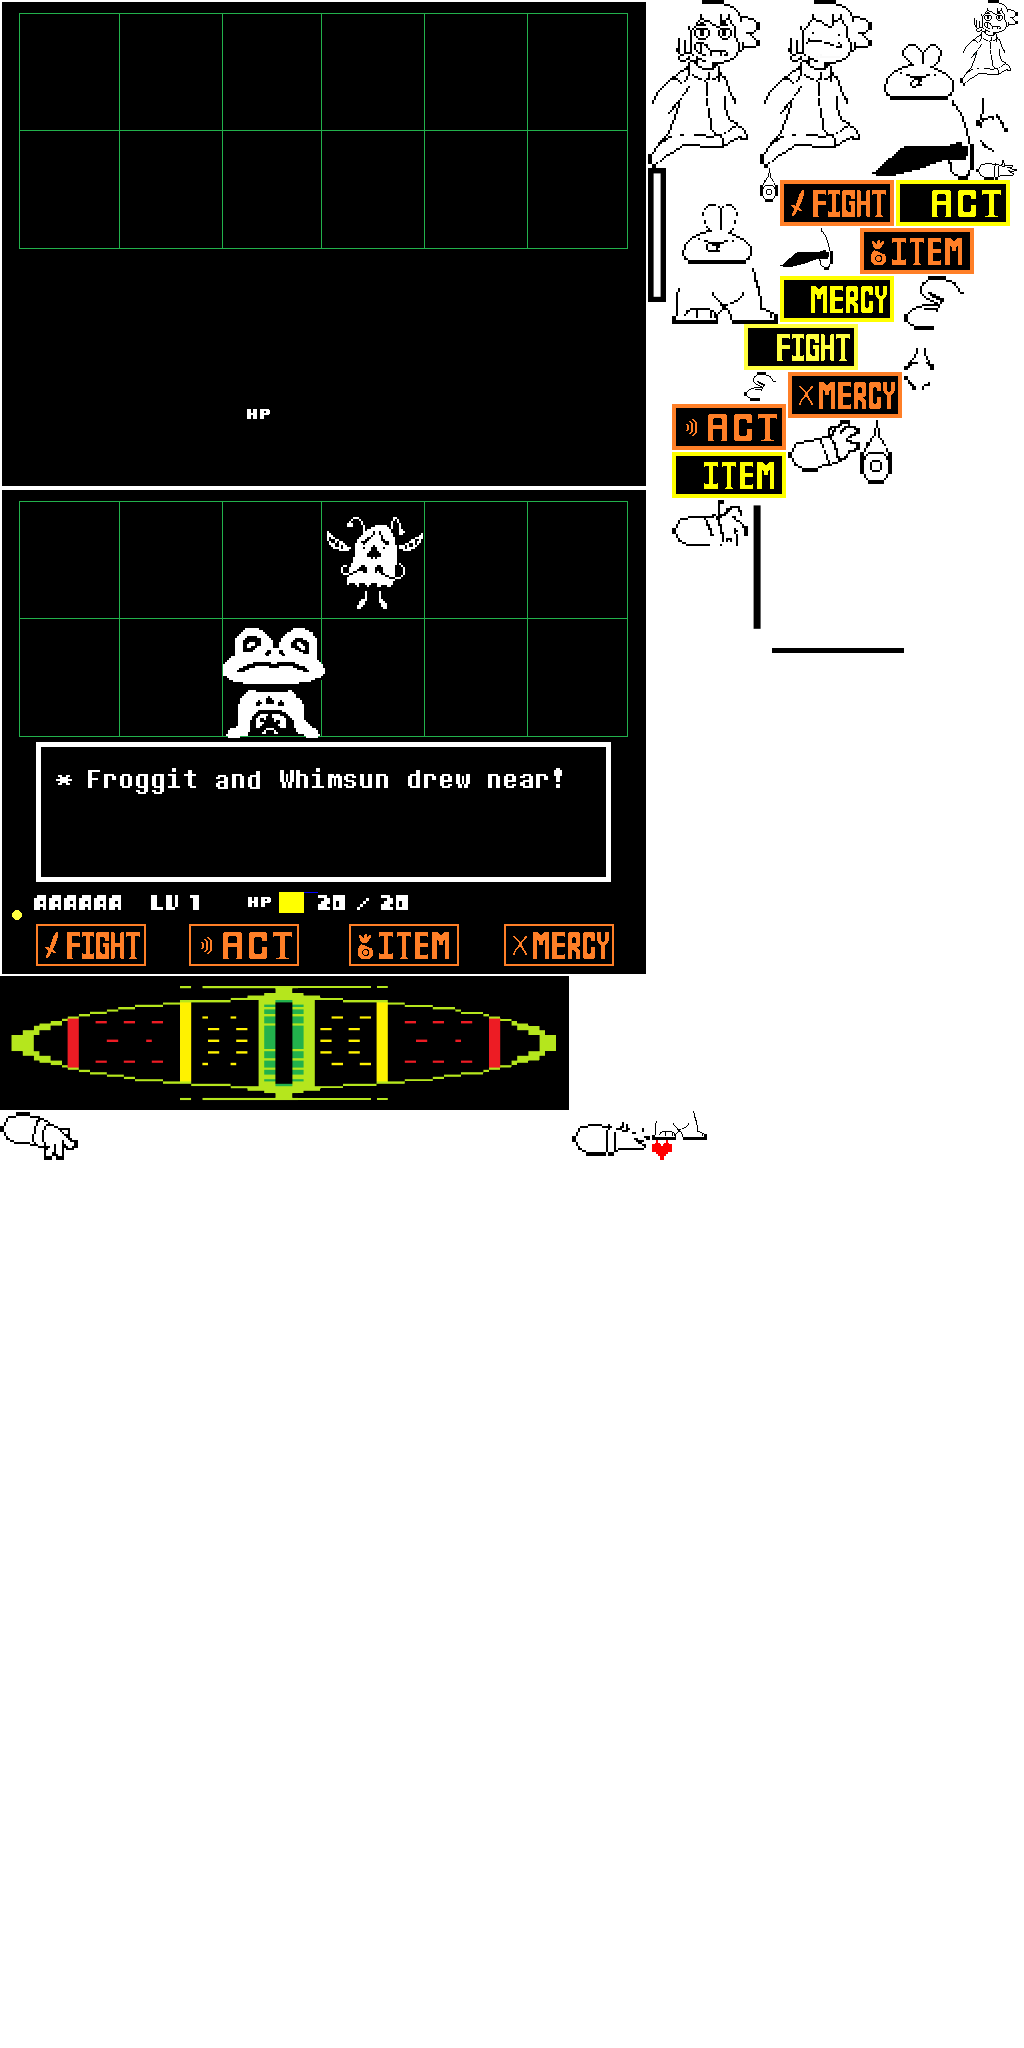 FIGHT ACT
ITEM
MERCY
FIGHT
MERCY
HP
ACT
ITEM
* Froggit and Whimsun drew near!
AAAAAA LV 1 HP 20 / 20
FIGHT ACT ITEM MERCY